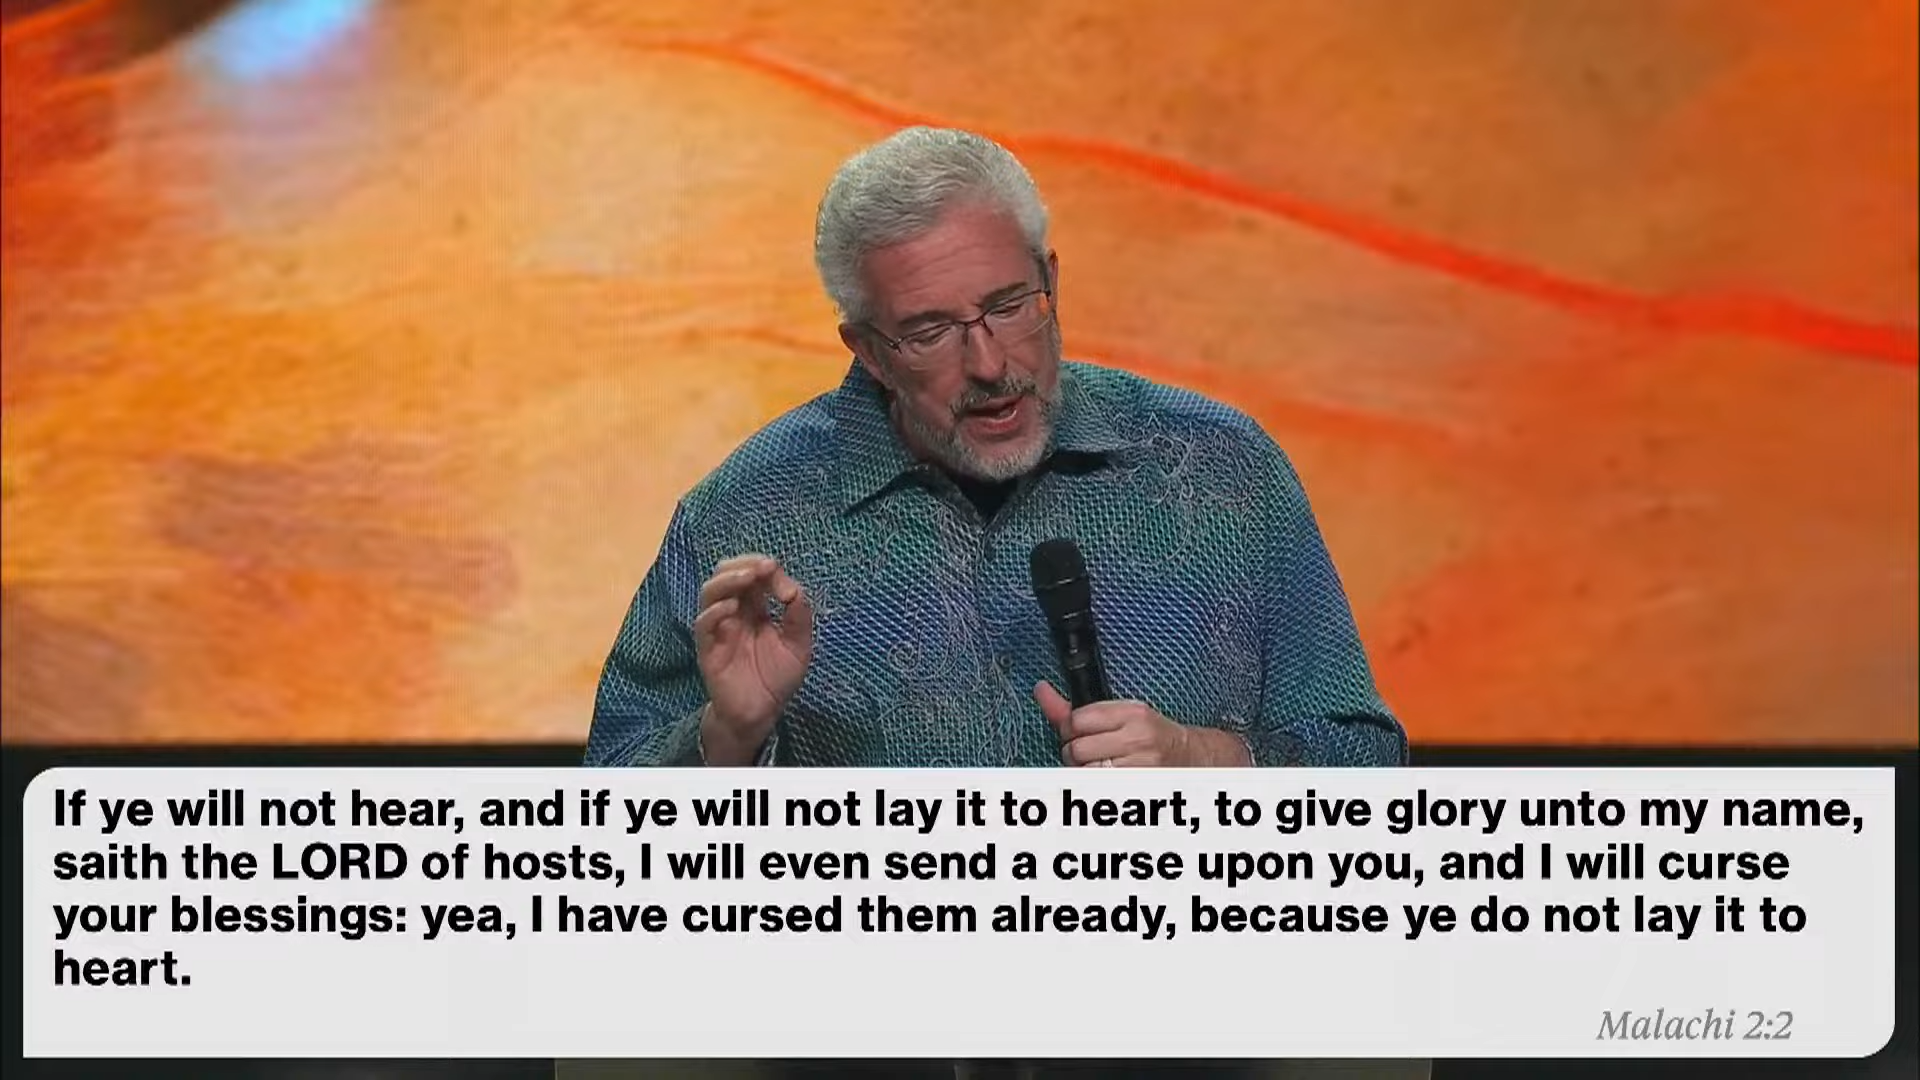 If ye will not hear, and if ye will not lay it to heart, to give glory unto my name,
saith the LORD of hosts, I will even send a curse upon you, and I will curse
your blessings: yea, I have cursed them already, because ye do not lay it to
heart.
Malachi 2:2